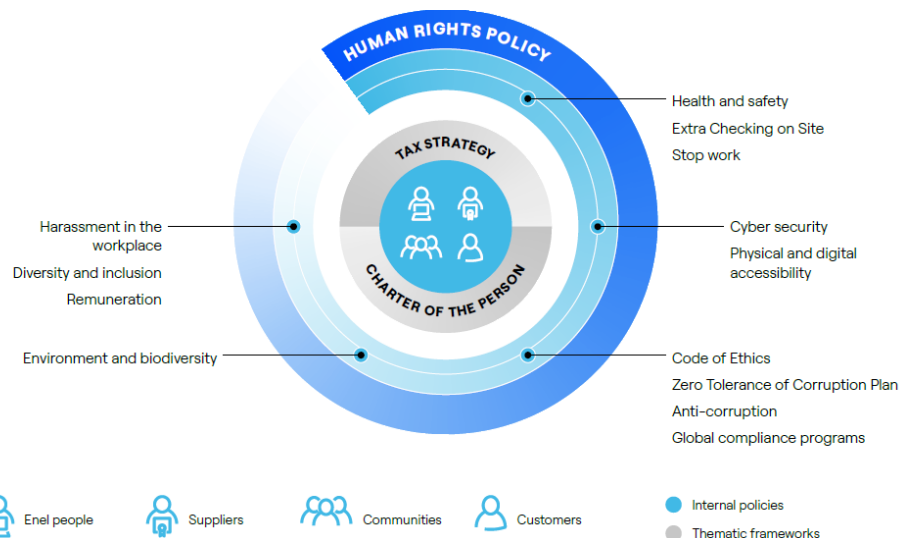 HUMAN RIGHTS POLICY
TAX STRATEGY
CHARTER OF THE PERSON
Health and safety
Extra Checking on Site
Stop work
Cyber security
Physical and digital
accessibility
Code of Ethics
Zero Tolerance of Corruption Plan
Anti-corruption
Global compliance programs
Harassment in the
workplace
Diversity and inclusion
Remuneration
Environment and biodiversity
Enel people
Suppliers
Communities
Customers
Internal policies
Thematic frameworks